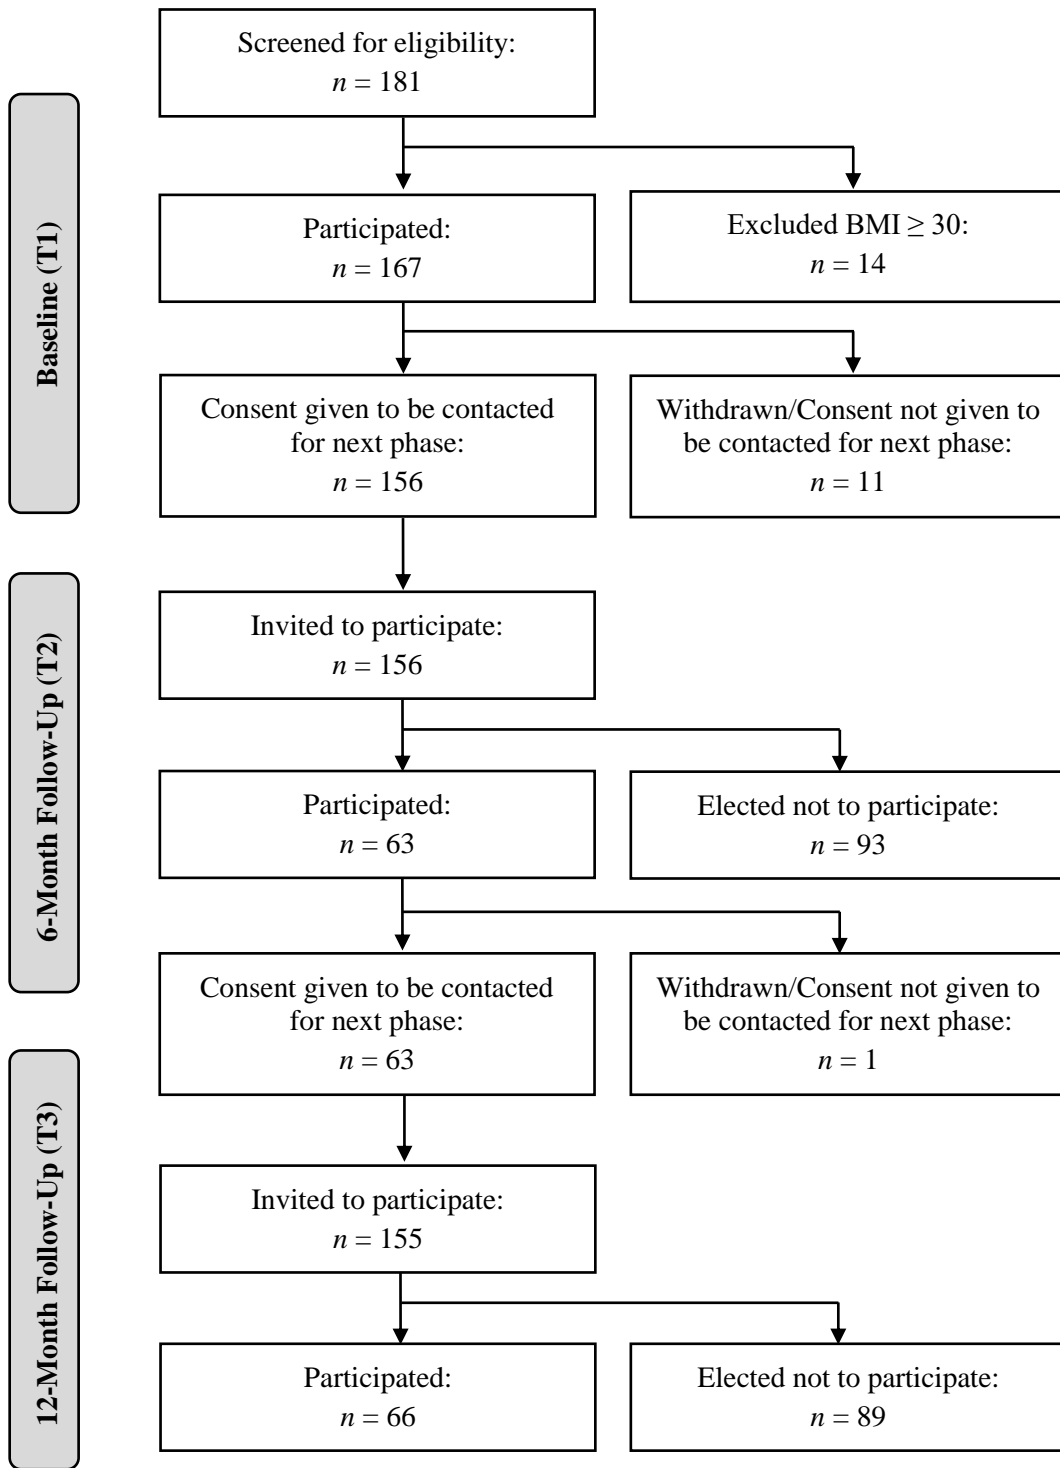 Screened for eligibility:
n = 181
Baseline (T1)
Participated:
n = 167
Excluded BMI ≥ 30:
n = 14
Consent given to be contacted
for next phase:
n = 156
Withdrawn/Consent not given to
be contacted for next phase:
n = 11
6-Month Follow-Up (T2)
Invited to participate:
n = 156
Participated:
n = 63
Elected not to participate:
n = 93
Consent given to be contacted
for next phase:
n = 63
Withdrawn/Consent not given to
be contacted for next phase:
n = 1
12-Month Follow-Up (T3)
Invited to participate:
n = 155
Participated:
n = 66
Elected not to participate:
n = 89